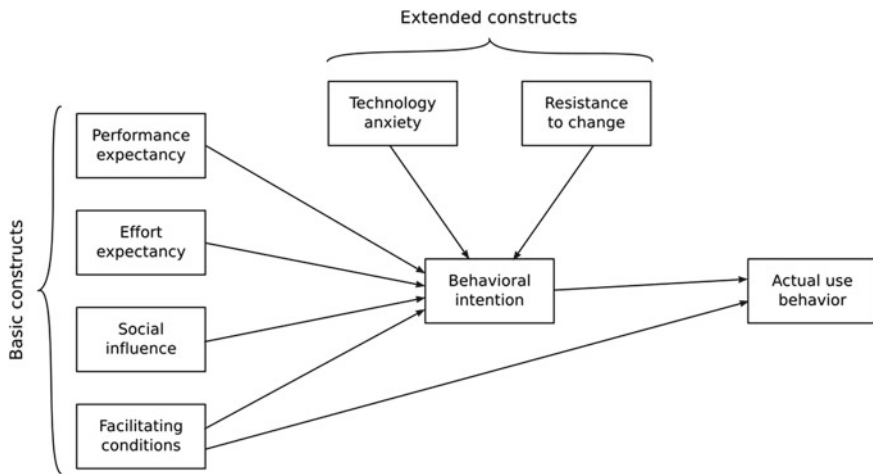 Extended constructs
Technology
anxiety
Resistance
to change
Basic constructs
Performance
expectancy
Effort
expectancy
Social
influence
Facilitating
conditions
Behavioral
intention
Actual use
behavior